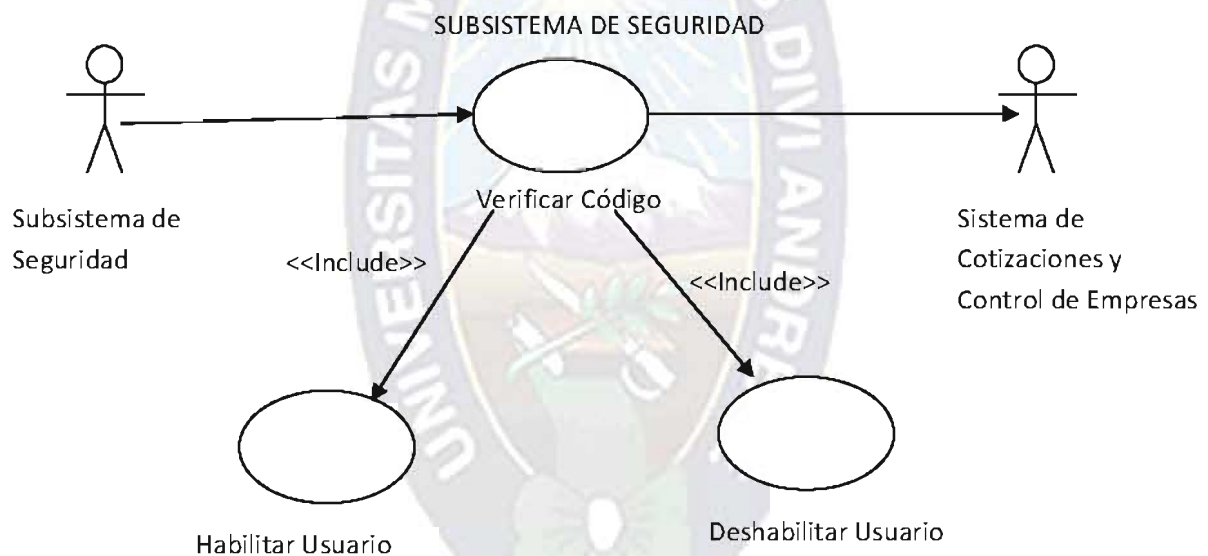 SUBSISTEMA DE SEGURIDAD
Verificar Código
Subsistema de
Seguridad
Sistema de
Cotizaciones y
Control de Empresas
<<Include>>
<<Include>>
Habilitar Usuario
Deshabilitar Usuario